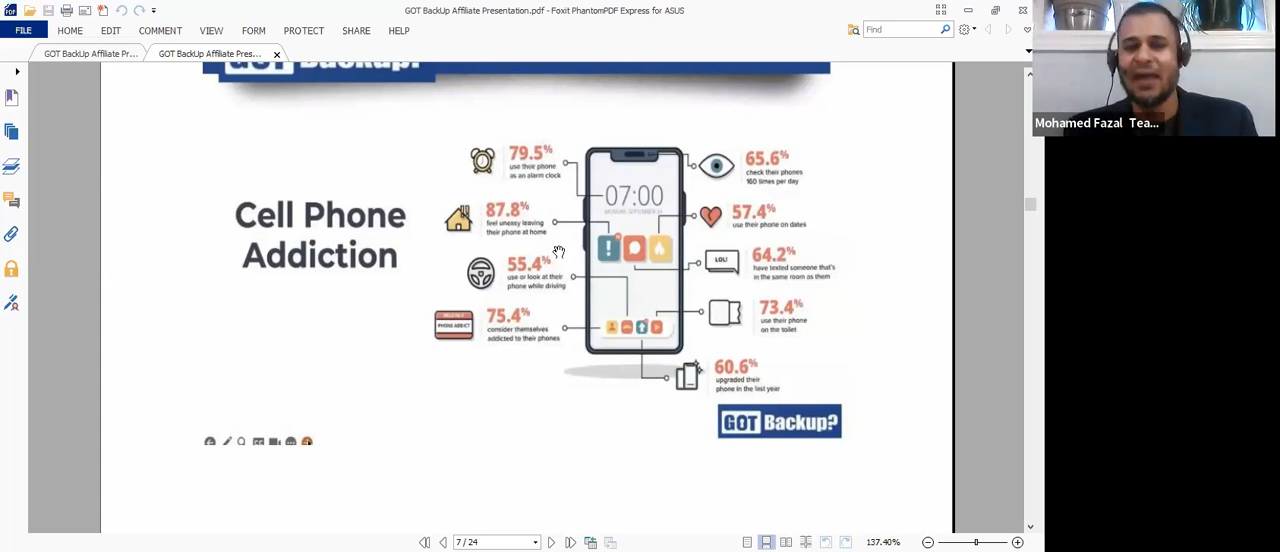 GOT BackUp Affiliate Presentation.pdf - Foxit PhantomPDF Express for ASUS
FILE HOME EDIT COMMENT VIEW FORM PROTECT SHARE HELP
Find
GOT BackUp Affiliate Pr...
GOT BackUp Affiliate Pres...
Mohamed Fazal Tea...
GOT Backup?
Cell Phone
Addiction
79.5%
use their phone
as an alarm clock
87.8%
feel uneasy leaving
their phone at home
55.4%
use or look at their
phone while driving
75.4%
consider themselves
addicted to their phones
PHONE ADDICT
07:00
65.6%
check their phones
160 times per day
57.4%
use their phone on dates
LOL!
64.2%
have texted someone that's
in the same room as them
73.4%
use their phone
on the toilet
60.6%
upgraded their
phone in the last year
GOT Backup?
7 / 24
137.40%